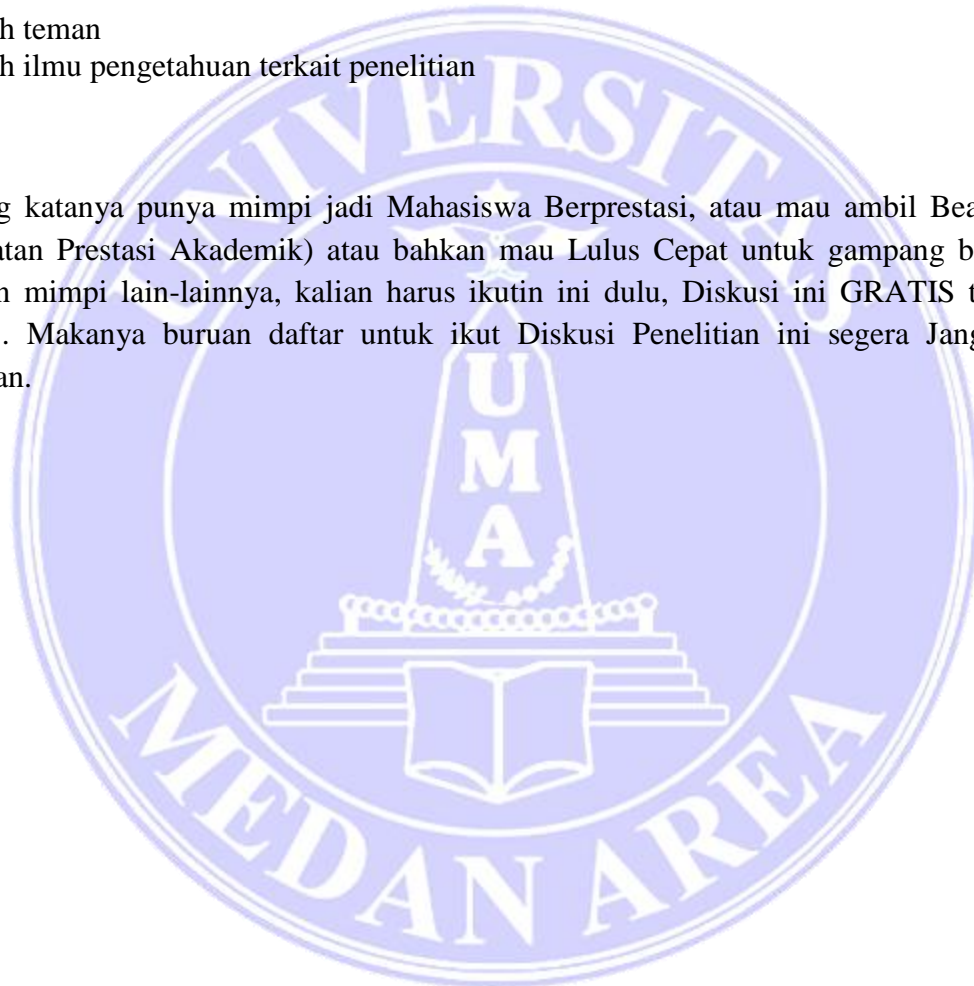 h teman
h ilmu pengetahuan terkait penelitian
g katanya punya mimpi jadi Mahasiswa Berprestasi, atau mau ambil Bea
atan Prestasi Akademik) atau bahkan mau Lulus Cepat untuk gampang b
n mimpi lain-lainnya, kalian harus ikutin ini dulu, Diskusi ini GRATIS t
. Makanya buruan daftar untuk ikut Diskusi Penelitian ini segera Jang
an.
UNIVERSITAS
UMA
MEDAN AREA